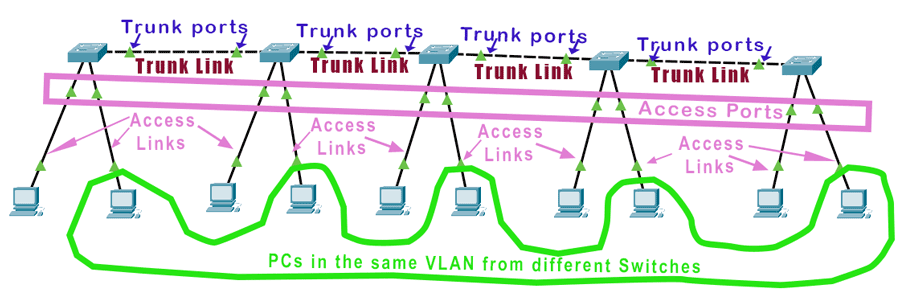 Trunk ports
Trunk ports
Trunk ports
Trunk ports
Trunk Link
Trunk Link
Trunk Link
Trunk Link
Access Ports
Access
Links
Access
Links
Access
Links
Access
Links
PCs in the same VLAN from different Switches